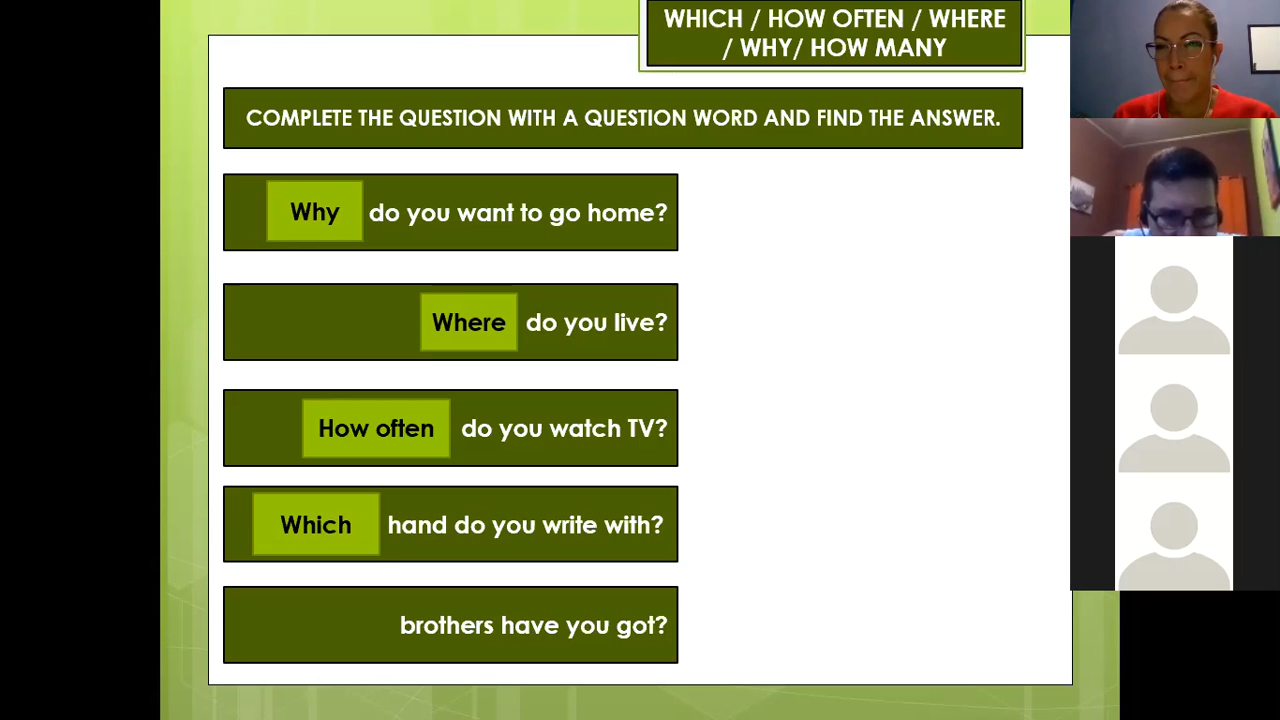 WHICH / HOW OFTEN / WHERE
/ WHY/ HOW MANY
COMPLETE THE QUESTION WITH A QUESTION WORD AND FIND THE ANSWER.
Why do you want to go home?
Where do you live?
How often do you watch TV?
Which hand do you write with?
brothers have you got?